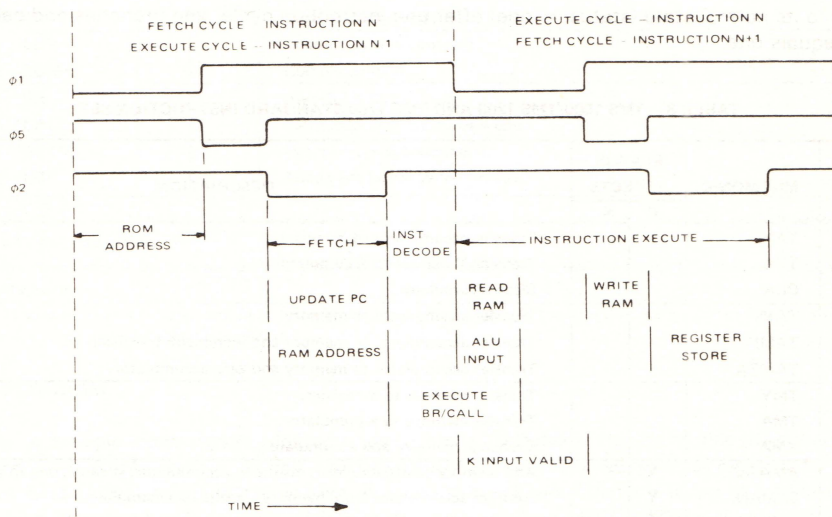 FETCH CYCLE – INSTRUCTION N
EXECUTE CYCLE – INSTRUCTION N 1
EXECUTE CYCLE – INSTRUCTION N
FETCH CYCLE – INSTRUCTION N+1
φ1
φ5
φ2
ROM
ADDRESS
FETCH
INST
DECODE
INSTRUCTION EXECUTE
UPDATE PC
READ
RAM
WRITE
RAM
RAM ADDRESS
ALU
INPUT
REGISTER
STORE
EXECUTE
BR/CALL
K INPUT VALID
TIME